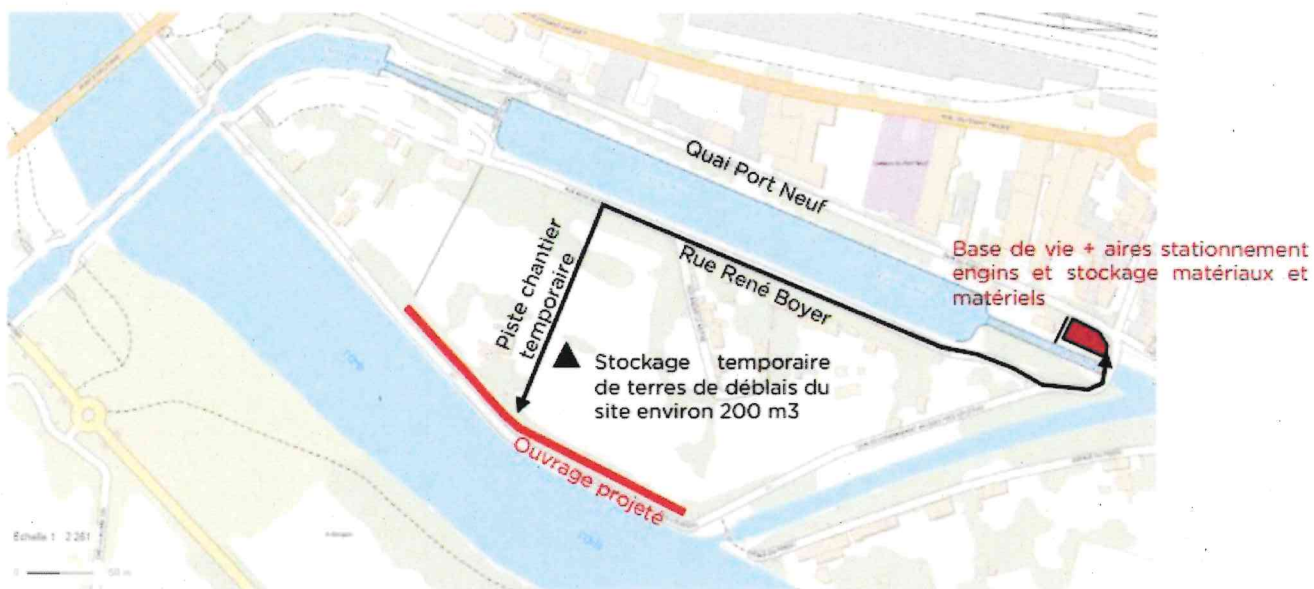 Quai Port Neuf
Base de vie + aires stationnement
engins et stockage matériaux et
matériels
Rue René Boyer
Piste chantier
temporaire
Stockage temporaire
de terres de déblais du
site environ 200 m3
Ouvrage projeté
Echelle 1 2 261
0 50 m